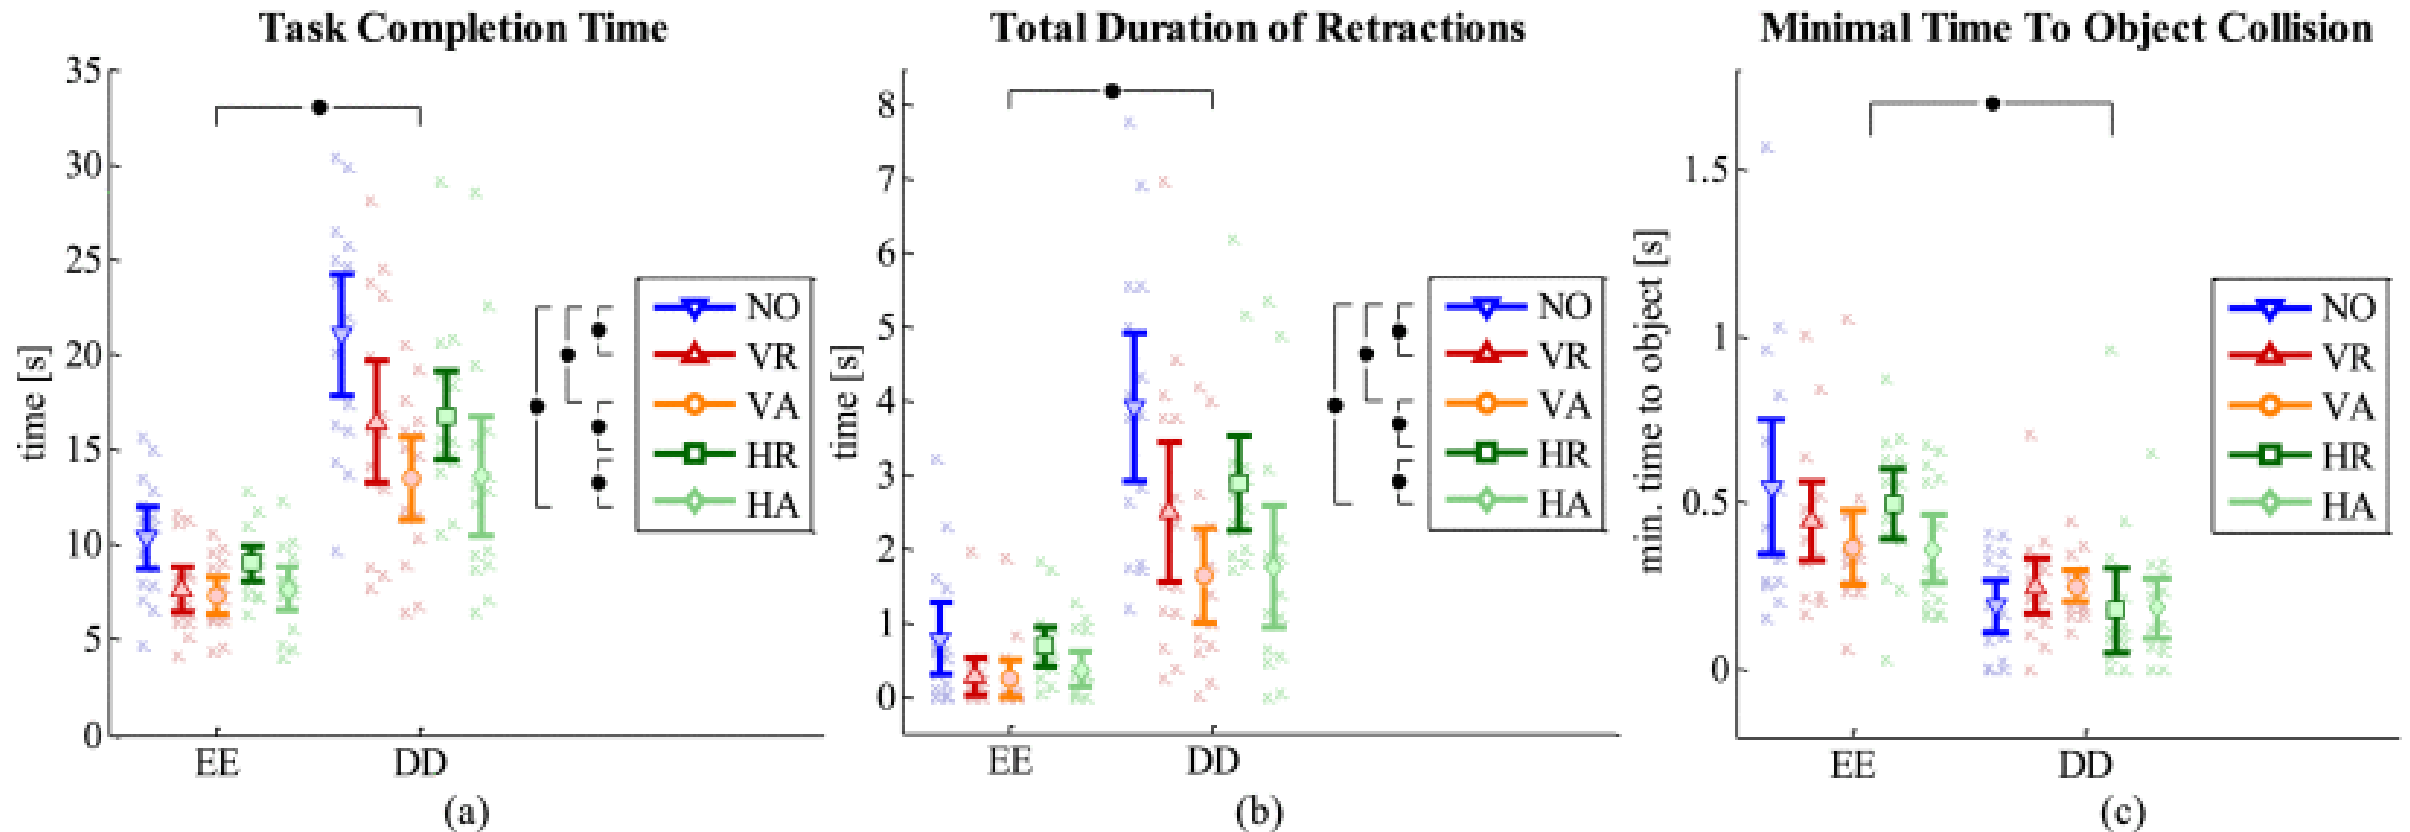 Task Completion Time
35
30
25
20
15
10
5
0
time [s]
EE
DD
NO
VR
VA
HR
HA
(a)
Total Duration of Retractions
8
7
6
5
4
3
2
1
0
time [s]
EE
DD
NO
VR
VA
HR
HA
(b)
Minimal Time To Object Collision
1.5
1
0.5
0
min. time to object [s]
EE
DD
NO
VR
VA
HR
HA
(c)